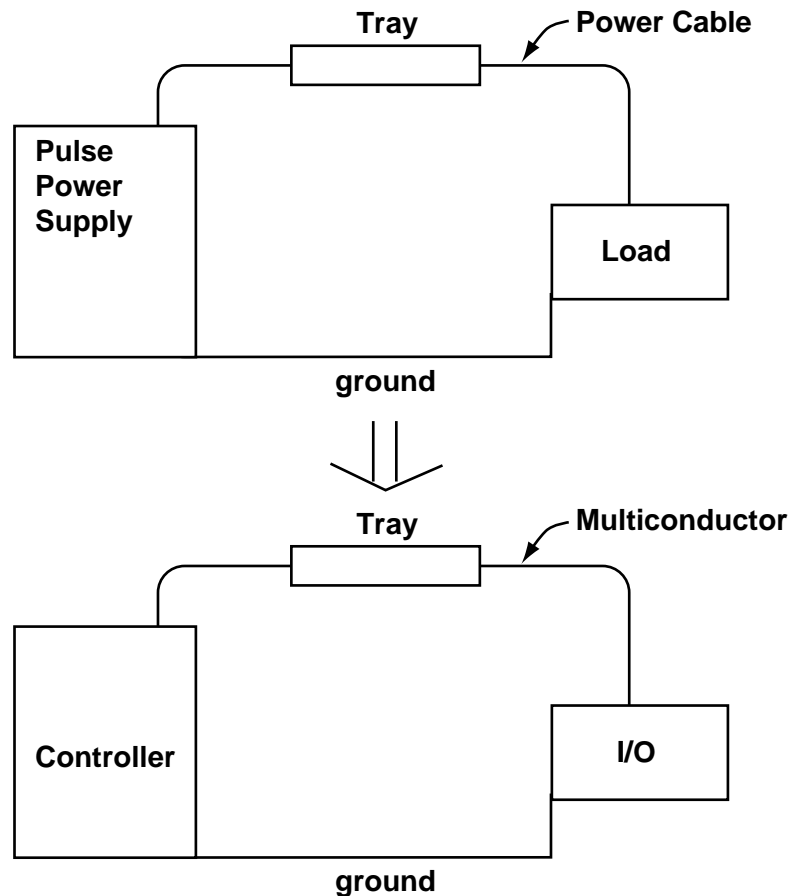 Tray
Power Cable
Pulse
Power
Supply
Load
ground
Tray
Multiconductor
Controller
I/O
ground